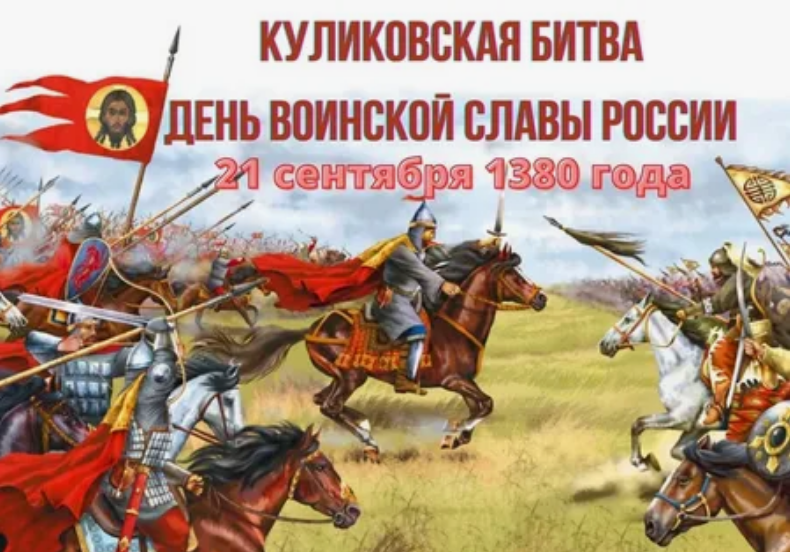 КУЛИКОВСКАЯ БИТВА
ДЕНЬ ВОИНСКОЙ СЛАВЫ РОССИИ
21 сентября 1380 года